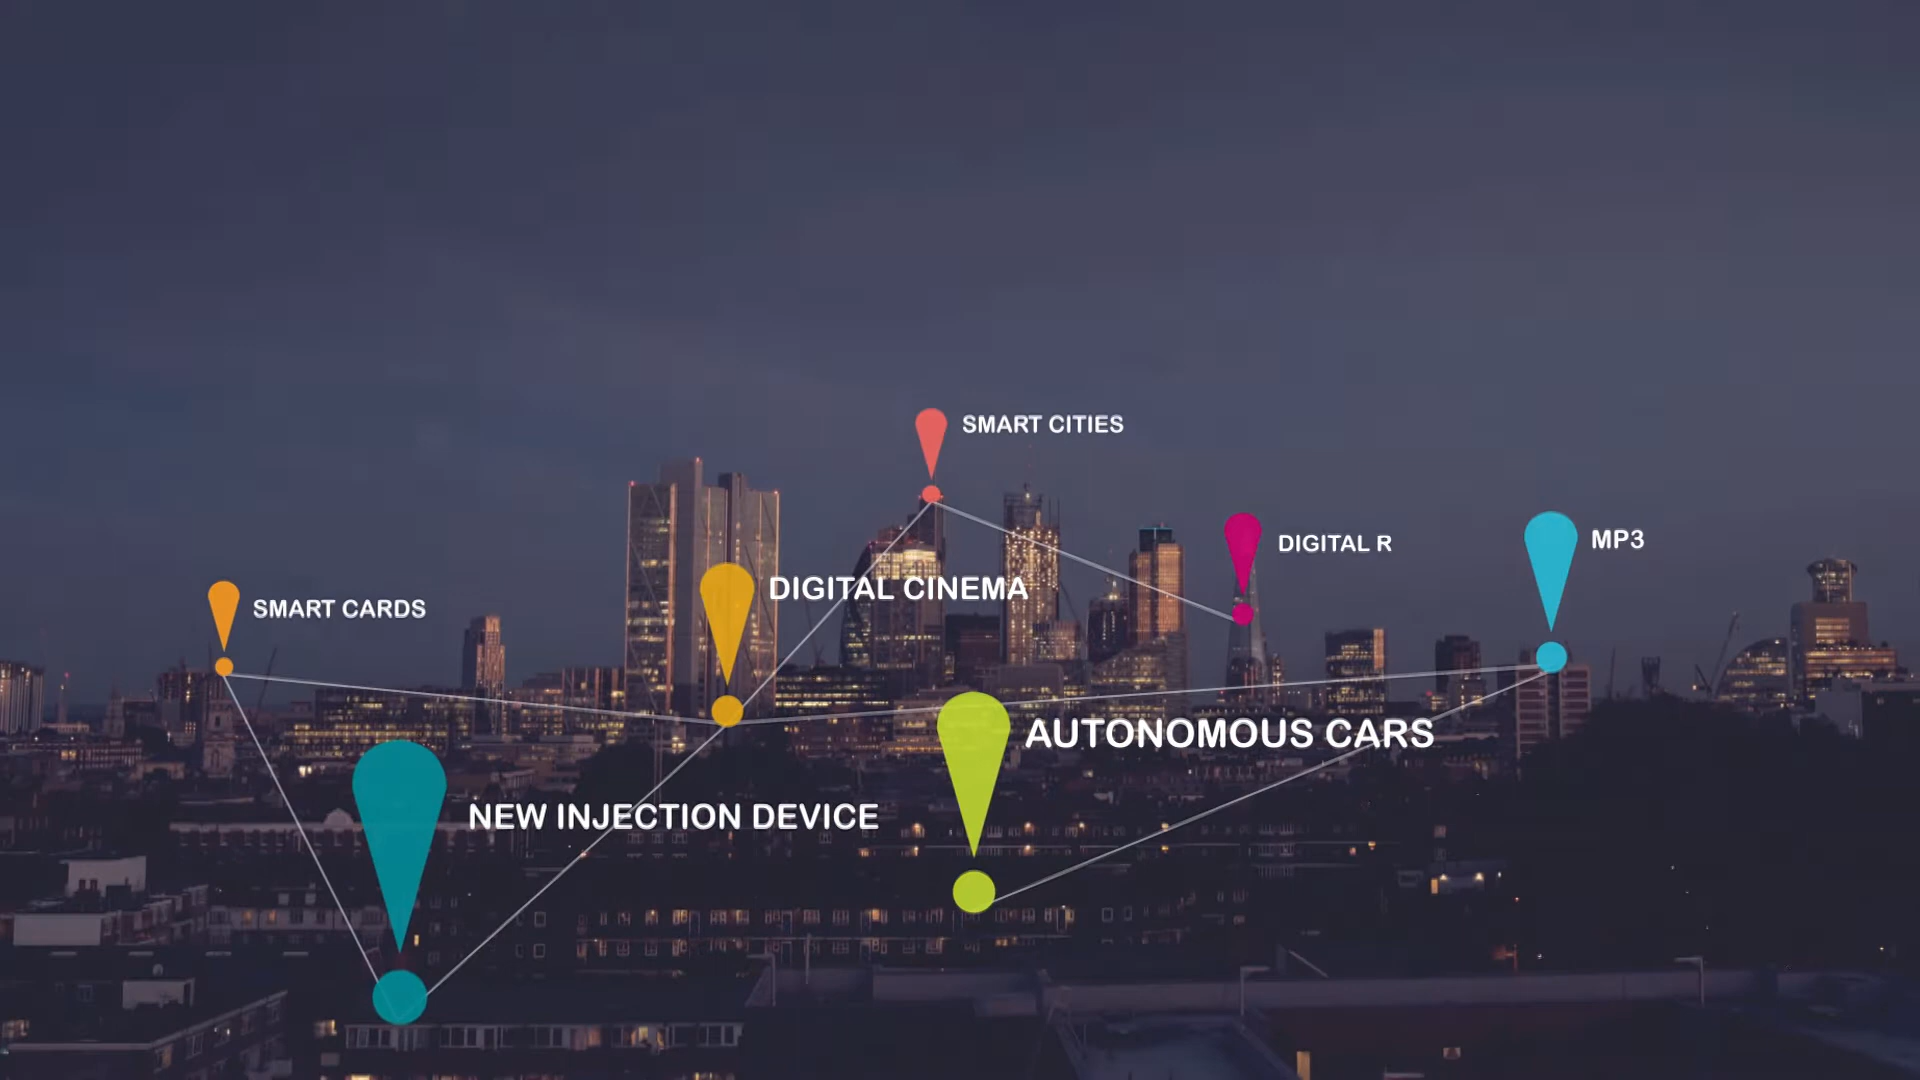 SMART CITIES
DIGITAL R
MP3
DIGITAL CINEMA
SMART CARDS
AUTONOMOUS CARS
NEW INJECTION DEVICE